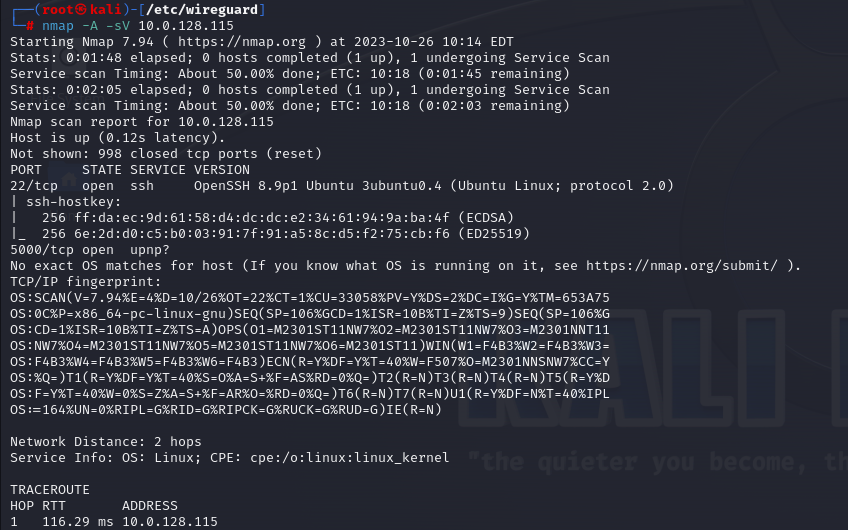 ┌──(root㉿kali)-[/etc/wireguard]
└─# nmap -A -sV 10.0.128.115
Starting Nmap 7.94 ( https://nmap.org ) at 2023-10-26 10:14 EDT
Stats: 0:01:48 elapsed; 0 hosts completed (1 up), 1 undergoing Service Scan
Service scan Timing: About 50.00% done; ETC: 10:18 (0:01:45 remaining)
Stats: 0:02:05 elapsed; 0 hosts completed (1 up), 1 undergoing Service Scan
Service scan Timing: About 50.00% done; ETC: 10:18 (0:02:03 remaining)
Nmap scan report for 10.0.128.115
Host is up (0.12s latency).
Not shown: 998 closed tcp ports (reset)
PORT     STATE SERVICE VERSION
22/tcp   open  ssh     OpenSSH 8.9p1 Ubuntu 3ubuntu0.4 (Ubuntu Linux; protocol 2.0)
| ssh-hostkey:
|   256 ff:da:ec:9d:61:58:d4:dc:dc:e2:34:61:94:9a:ba:4f (ECDSA)
|_  256 6e:2d:d0:c5:b0:03:91:7f:91:a5:8c:d5:f2:75:cb:f6 (ED25519)
5000/tcp open  upnp?
No exact OS matches for host (If you know what OS is running on it, see https://nmap.org/submit/ ).
TCP/IP fingerprint:
OS:SCAN(V=7.94%E=4%D=10/26%OT=22%CT=1%CU=33058%PV=Y%DS=2%DC=I%G=Y%TM=653A75
OS:0C%P=x86_64-pc-linux-gnu)SEQ(SP=106%GCD=1%ISR=10B%TI=Z%TS=9)SEQ(SP=106%G
OS:CD=1%ISR=10B%TI=Z%TS=A)OPS(O1=M2301ST11NW7%O2=M2301ST11NW7%O3=M2301NNT11
OS:NW7%O4=M2301ST11NW7%O5=M2301ST11NW7%O6=M2301ST11)WIN(W1=F4B3%W2=F4B3%W3=
OS:F4B3%W4=F4B3%W5=F4B3%W6=F4B3)ECN(R=Y%DF=Y%T=40%W=F507%O=M2301NNSNW7%CC=Y
OS:%Q=)T1(R=Y%DF=Y%T=40%S=O%A=S+%F=AS%RD=0%Q=)T2(R=N)T3(R=N)T4(R=N)T5(R=Y%D
OS:F=Y%T=40%W=0%S=Z%A=S+%F=AR%O=%RD=0%Q=)T6(R=N)T7(R=N)U1(R=Y%DF=N%T=40%IPL
OS:=164%UN=0%RIPL=G%RID=G%RIPCK=G%RUCK=G%RUD=G)IE(R=N)
KALI
Network Distance: 2 hops
Service Info: OS: Linux; CPE: cpe:/o:linux:linux_kernel
"the quieter you become, th
TRACEROUTE
HOP RTT       ADDRESS
1   116.29 ms 10.0.128.115